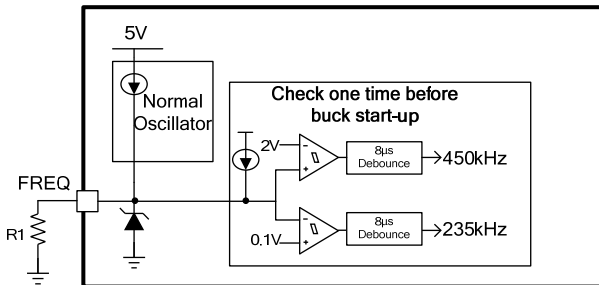 5V
Normal
Oscillator
Check one time before
buck start-up
2V
-
+
8µs
Debounce
450kHz
FREQ
R1
0.1V
-
+
8µs
Debounce
235kHz